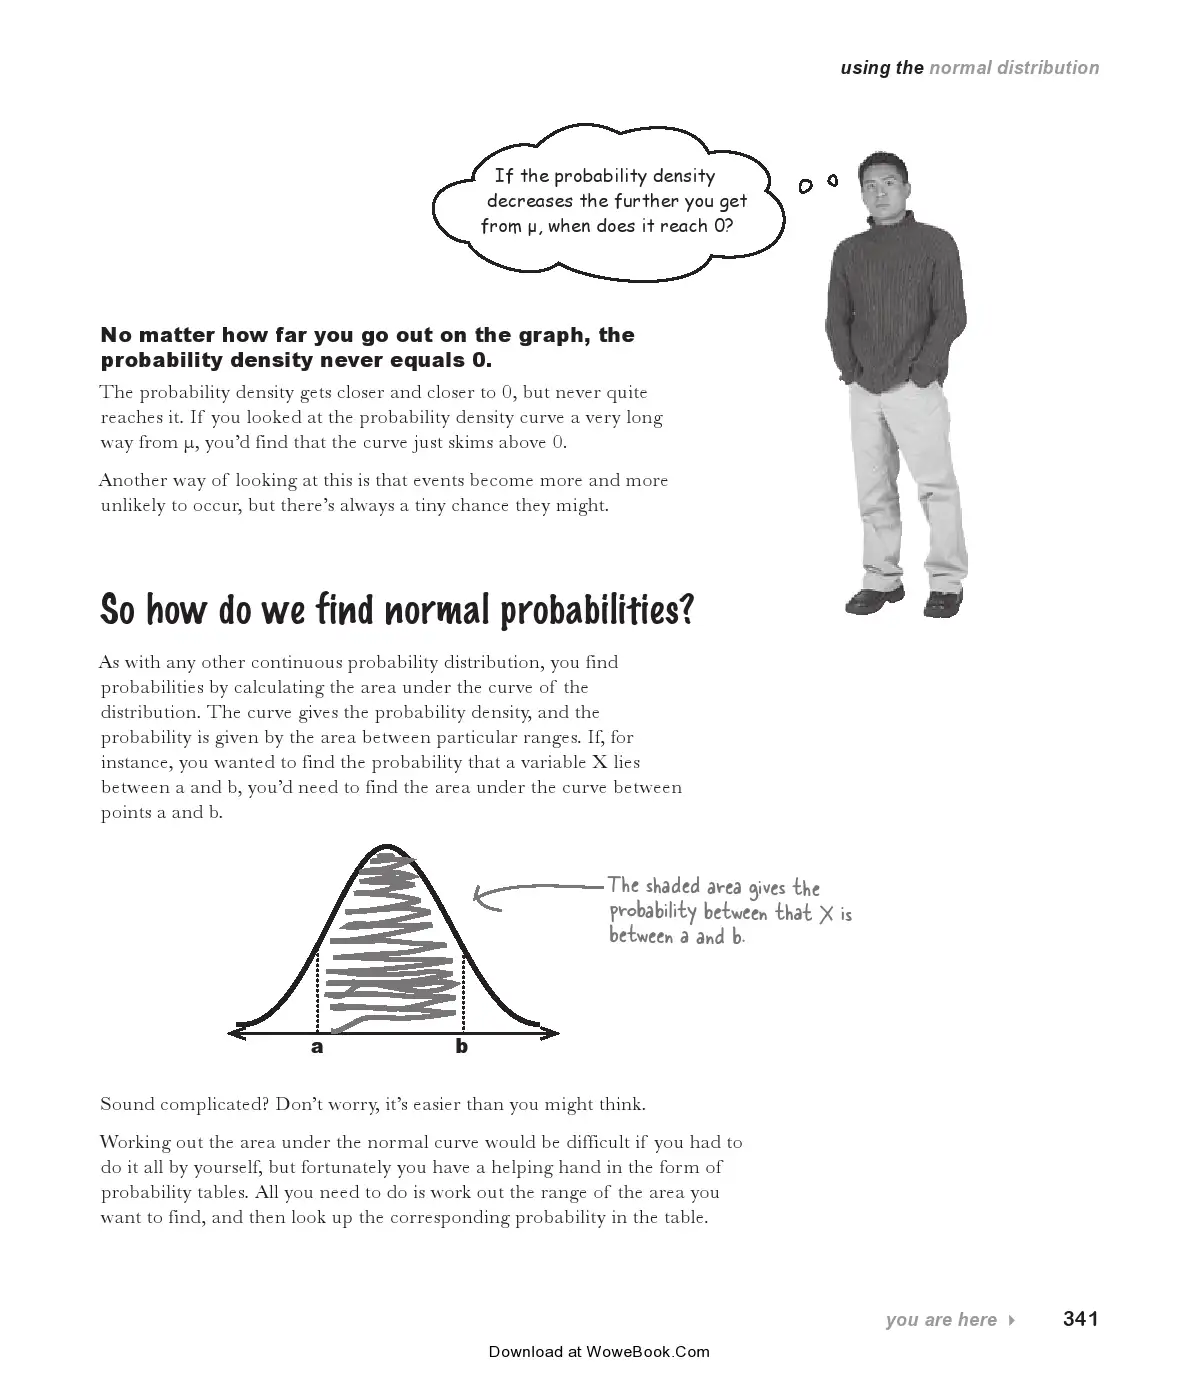 using the normal distribution
If the probability density
decreases the further you get
from μ, when does it reach 0?
No matter how far you go out on the graph, the
probability density never equals 0.
The probability density gets closer and closer to 0, but never quite
reaches it. If you looked at the probability density curve a very long
way from μ, you’d find that the curve just skims above 0.
Another way of looking at this is that events become more and more
unlikely to occur, but there’s always a tiny chance they might.
So how do we find normal probabilities?
As with any other continuous probability distribution, you find
probabilities by calculating the area under the curve of the
distribution. The curve gives the probability density, and the
probability is given by the area between particular ranges. If, for
instance, you wanted to find the probability that a variable X lies
between a and b, you’d need to find the area under the curve between
points a and b.
The shaded area gives the
probability between that X is
between a and b.
a b
Sound complicated? Don’t worry, it’s easier than you might think.
Working out the area under the normal curve would be difficult if you had to
do it all by yourself, but fortunately you have a helping hand in the form of
probability tables. All you need to do is work out the range of the area you
want to find, and then look up the corresponding probability in the table.
you are here 341
Download at WoweBook.Com